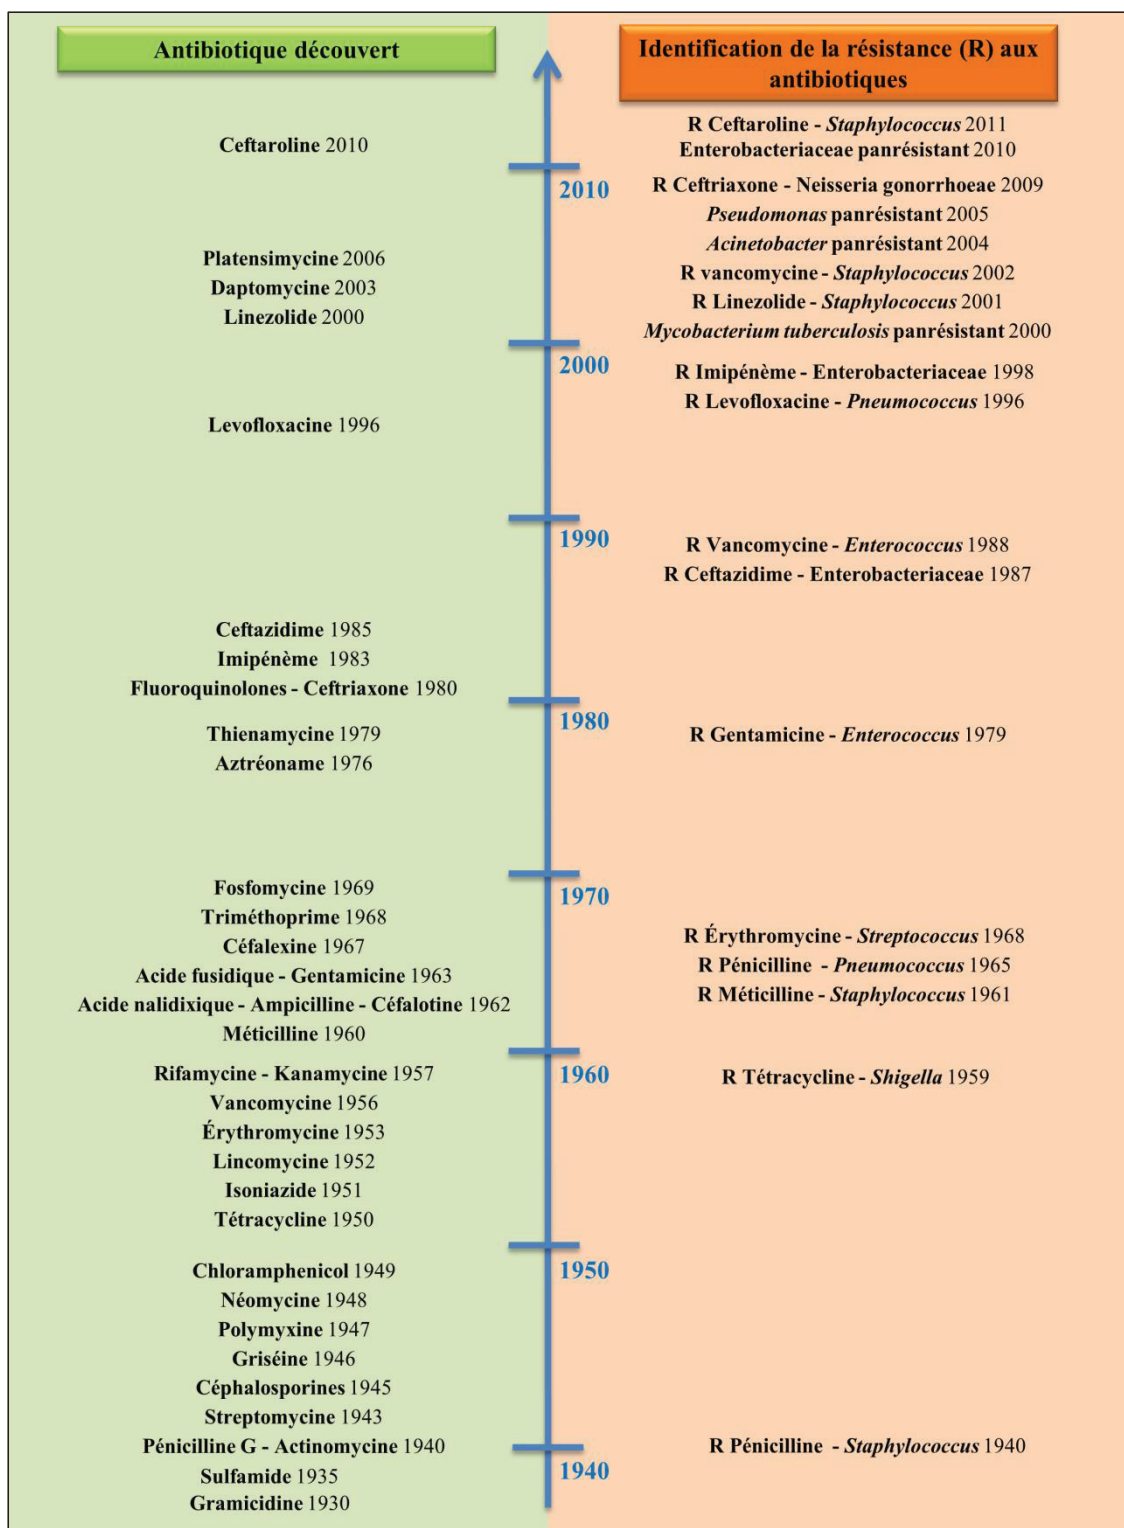 Antibiotique découvert
Ceftaroline 2010
Platensimycine 2006
Daptomycine 2003
Linezolide 2000
Levofloxacine 1996
Ceftazidime 1985
Imipénème 1983
Fluoroquinolones - Ceftriaxone 1980
Thienamycine 1979
Aztréoname 1976
Fosfomycine 1969
Triméthoprime 1968
Céfalexine 1967
Acide fusidique - Gentamicine 1963
Acide nalidixique - Ampicilline - Céfalotine 1962
Méticilline 1960
Rifamycine - Kanamycine 1957
Vancomycine 1956
Érythromycine 1953
Lincomycine 1952
Isoniazide 1951
Tétracycline 1950
Chloramphenicol 1949
Néomycine 1948
Polymyxine 1947
Griséine 1946
Céphalosporines 1945
Streptomycine 1943
Pénicilline G - Actinomycine 1940
Sulfamide 1935
Gramicidine 1930
2010
2000
1990
1980
1970
1960
1950
1940
Identification de la résistance (R) aux
antibiotiques
R Ceftaroline - Staphylococcus 2011
Enterobacteriaceae panrésistant 2010
R Ceftriaxone - Neisseria gonorrhoeae 2009
Pseudomonas panrésistant 2005
Acinetobacter panrésistant 2004
R vancomycine - Staphylococcus 2002
R Linezolide - Staphylococcus 2001
Mycobacterium tuberculosis panrésistant 2000
R Imipénème - Enterobacteriaceae 1998
R Levofloxacine - Pneumococcus 1996
R Vancomycine - Enterococcus 1988
R Ceftazidime - Enterobacteriaceae 1987
R Gentamicine - Enterococcus 1979
R Érythromycine - Streptococcus 1968
R Pénicilline - Pneumococcus 1965
R Méticilline - Staphylococcus 1961
R Tétracycline - Shigella 1959
R Pénicilline - Staphylococcus 1940